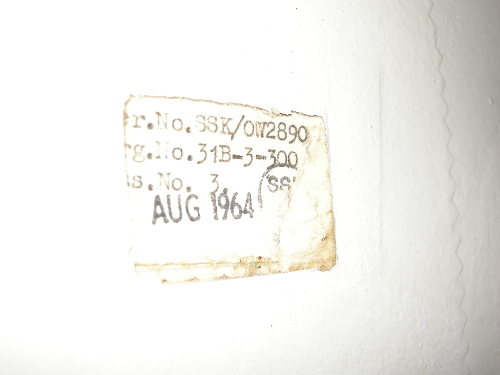 r.No.SSK/OW2890
g.No.31B-3-300
s.No. 3.
SS
AUG 1964